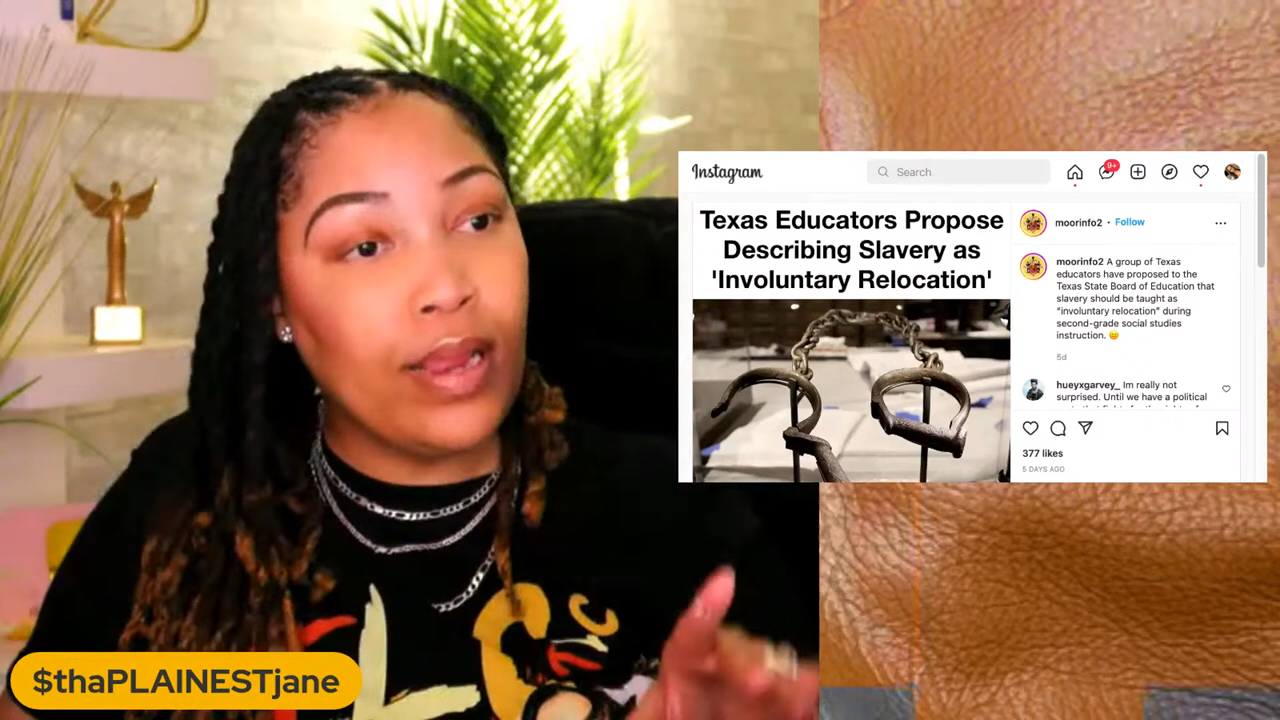 Instagram
Search
9+
Texas Educators Propose
Describing Slavery as
'Involuntary Relocation'
moorinfo2 • Follow
moorinfo2 A group of Texas
educators have proposed to the
Texas State Board of Education that
slavery should be taught as
"involuntary relocation" during
second-grade social studies
instruction. 😑
5d
hueyxgarvey_ Im really not
surprised. Until we have a political
377 likes
5 DAYS AGO
$thaPLAINESTjane